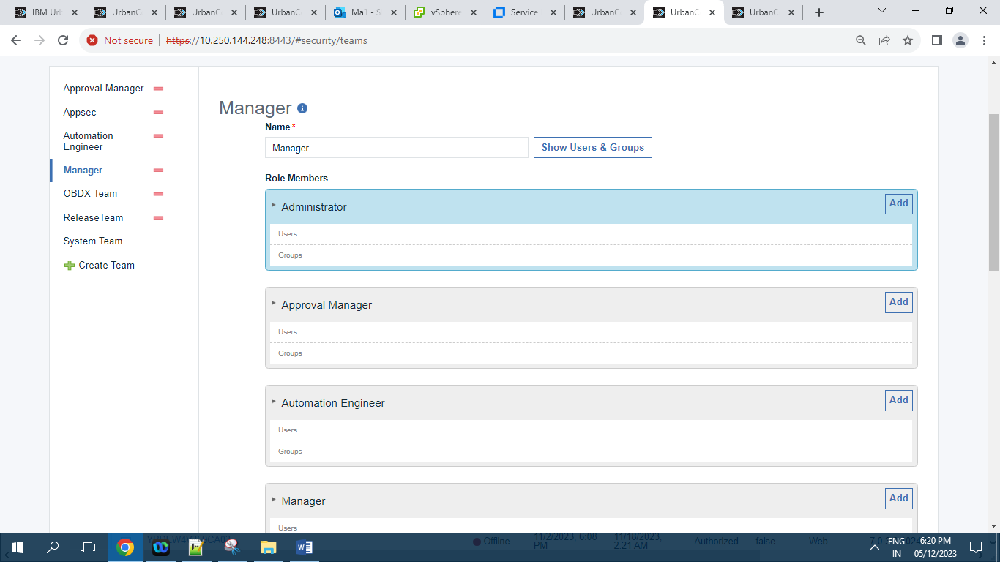 IBM Urb
UrbanC
UrbanC
UrbanC
Mail - S
vSphere
Service
UrbanC
UrbanC
UrbanC
Not secure
https://10.250.144.248:8443/#security/teams
Approval Manager
Appsec
Automation
Engineer
Manager
OBDX Team
ReleaseTeam
System Team
Create Team
Manager
Name*
Manager
Show Users & Groups
Role Members
Administrator
Add
Users
Groups
Approval Manager
Add
Users
Groups
Automation Engineer
Add
Users
Groups
Manager
Add
Users
Offline
11/2/2023, 6:08
PM
11/18/2023,
2:21 AM
Authorized
false
Web
ENG
IN
6:20 PM
05/12/2023